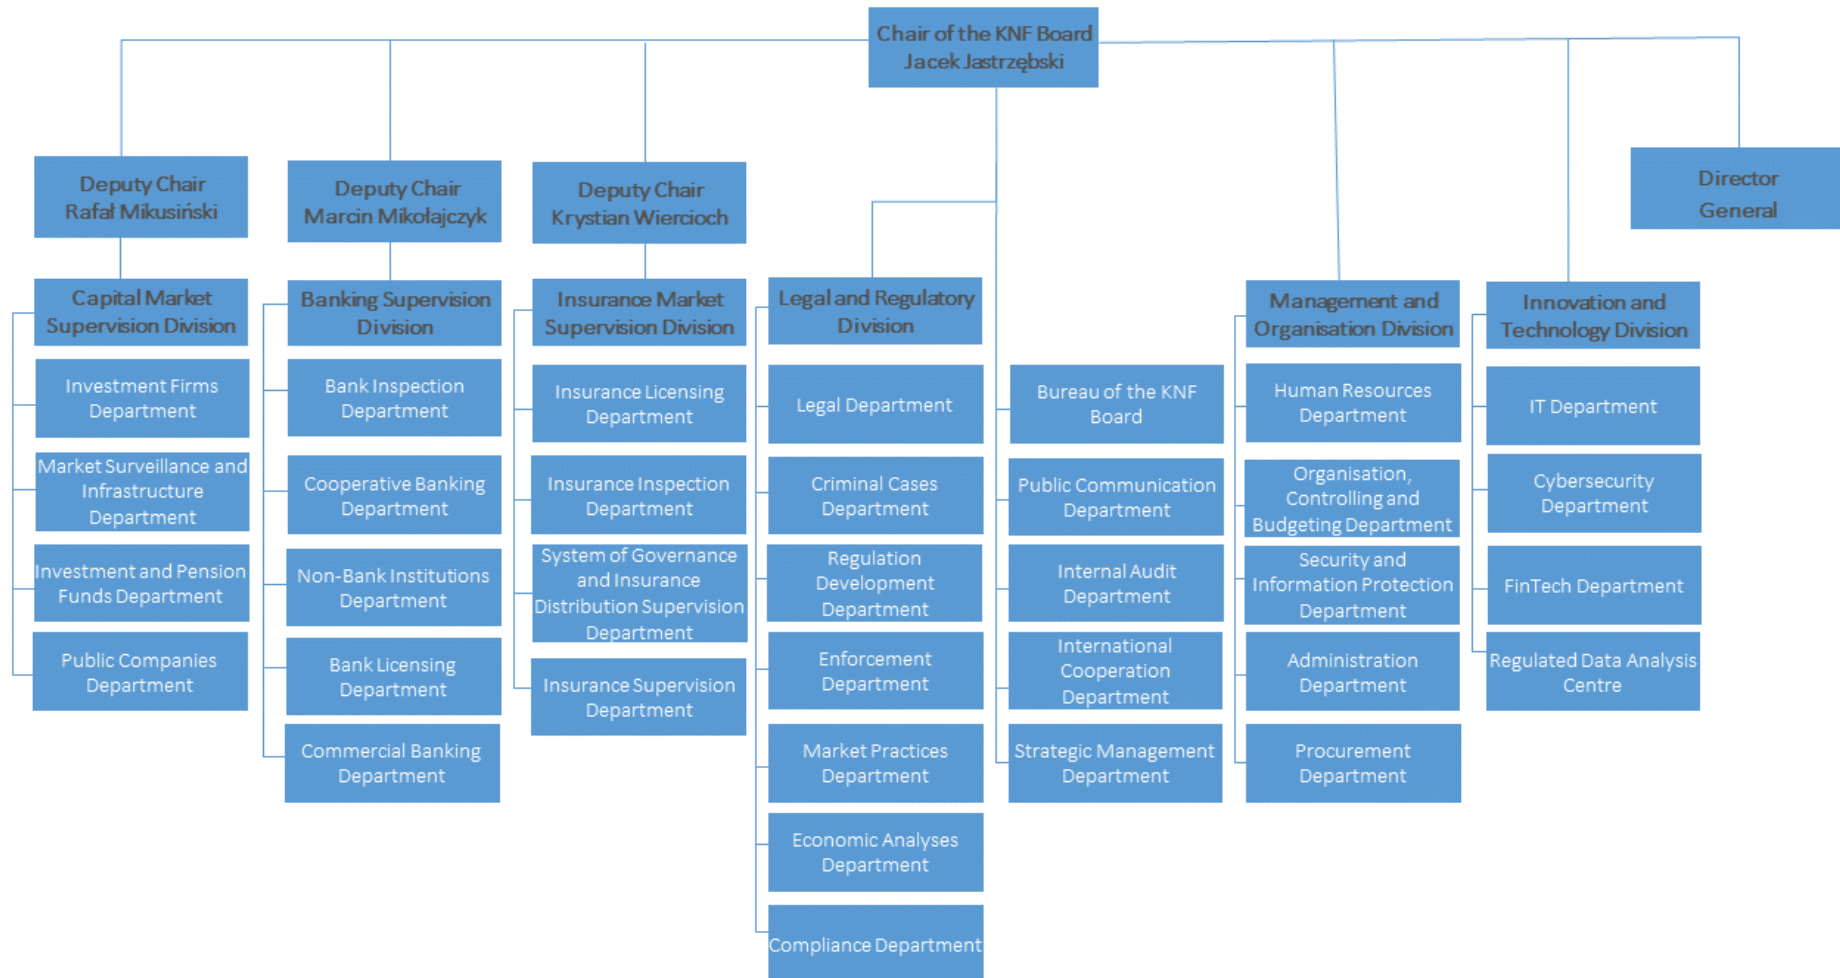 Chair of the KNF Board
Jacek Jastrzębski
Deputy Chair
Rafał Mikusiński
Deputy Chair
Marcin Mikołajczyk
Deputy Chair
Krystian Wiercioch
Director
General
Capital Market
Supervision Division
Investment Firms
Department
Market Surveillance and
Infrastructure
Department
Investment and Pension
Funds Department
Public Companies
Department
Banking Supervision
Division
Bank Inspection
Department
Cooperative Banking
Department
Non-Bank Institutions
Department
Bank Licensing
Department
Commercial Banking
Department
Insurance Market
Supervision Division
Insurance Licensing
Department
Insurance Inspection
Department
System of Governance
and Insurance
Distribution Supervision
Department
Insurance Supervision
Department
Legal and Regulatory
Division
Legal Department
Criminal Cases
Department
Regulation
Development
Department
Enforcement
Department
Market Practices
Department
Economic Analyses
Department
Compliance Department
Bureau of the KNF
Board
Public Communication
Department
Internal Audit
Department
International
Cooperation
Department
Strategic Management
Department
Management and
Organisation Division
Human Resources
Department
Organisation,
Controlling and
Budgeting Department
Security and
Information Protection
Department
Administration
Department
Procurement
Department
Innovation and
Technology Division
IT Department
Cybersecurity
Department
FinTech Department
Regulated Data Analysis
Centre